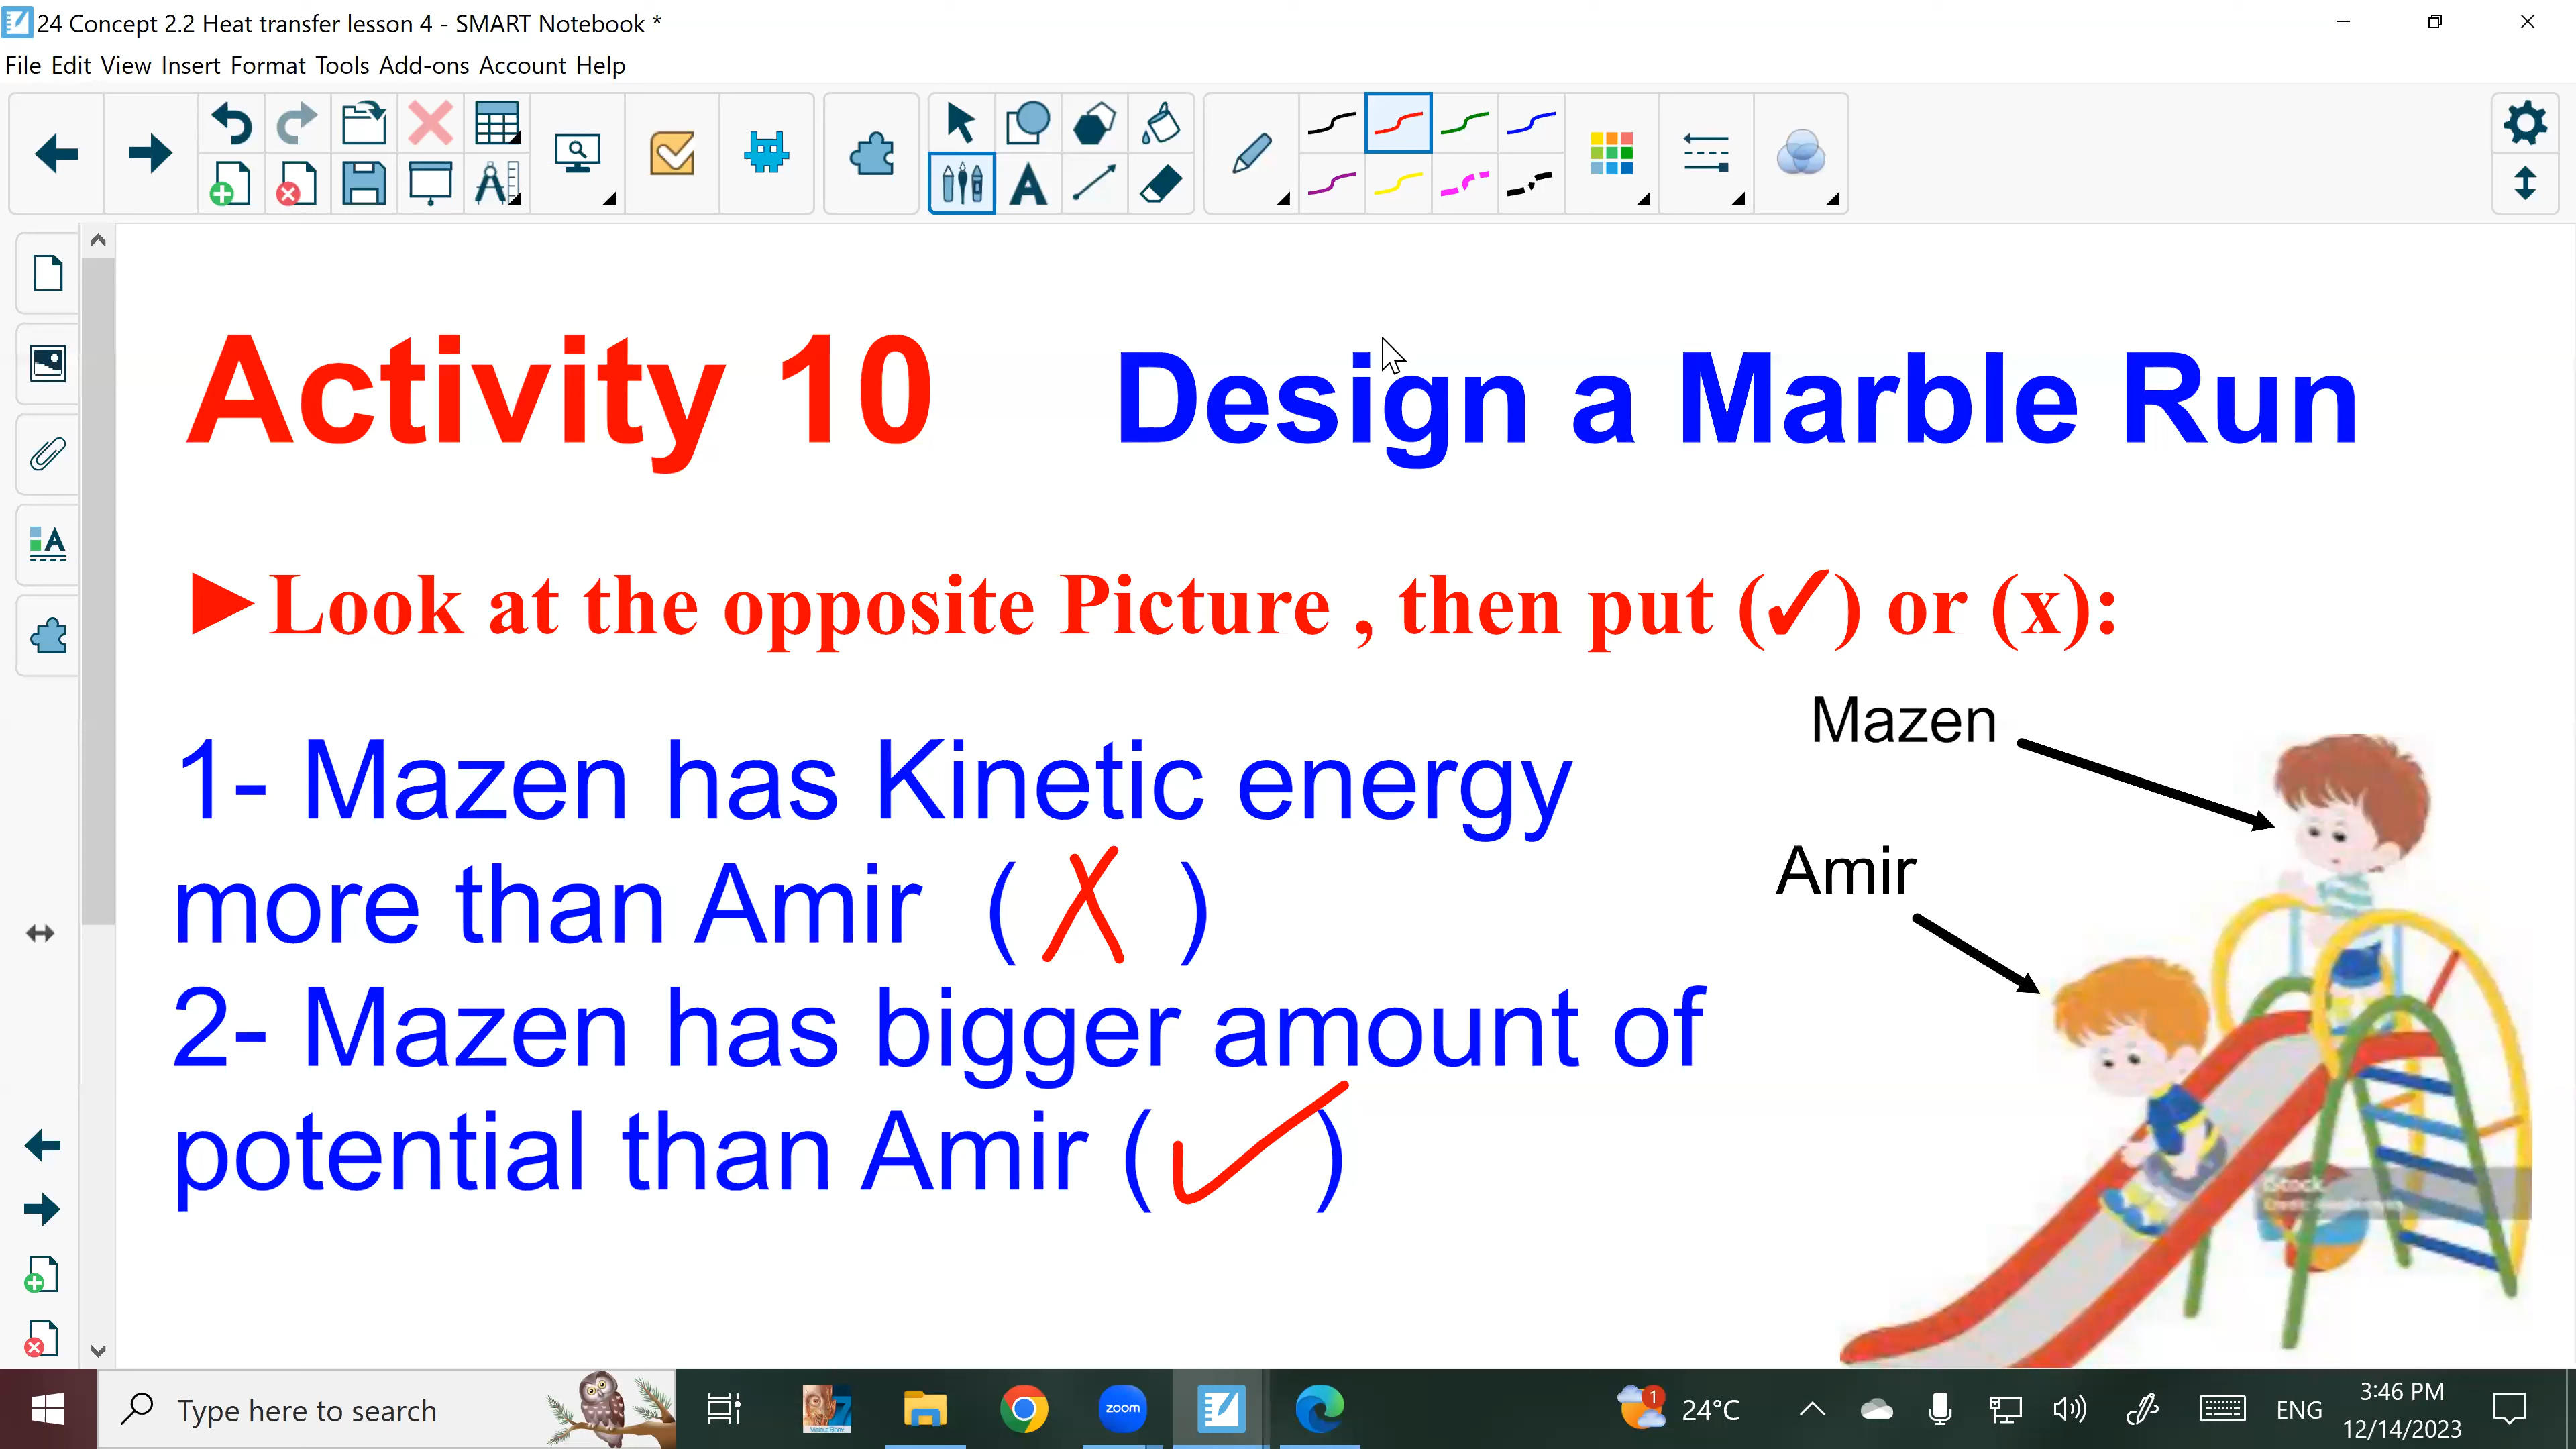 24 Concept 2.2 Heat transfer lesson 4 - SMART Notebook *
File Edit View Insert Format Tools Add-ons Account Help
Activity 10 Design a Marble Run
►Look at the opposite Picture , then put (✓) or (x):
Mazen
1- Mazen has Kinetic energy
Amir
more than Amir ( X )
2- Mazen has bigger amount of
potential than Amir ( ✓ )
iStock
Type here to search
zoom
1
24°C
ENG
3:46 PM
12/14/2023